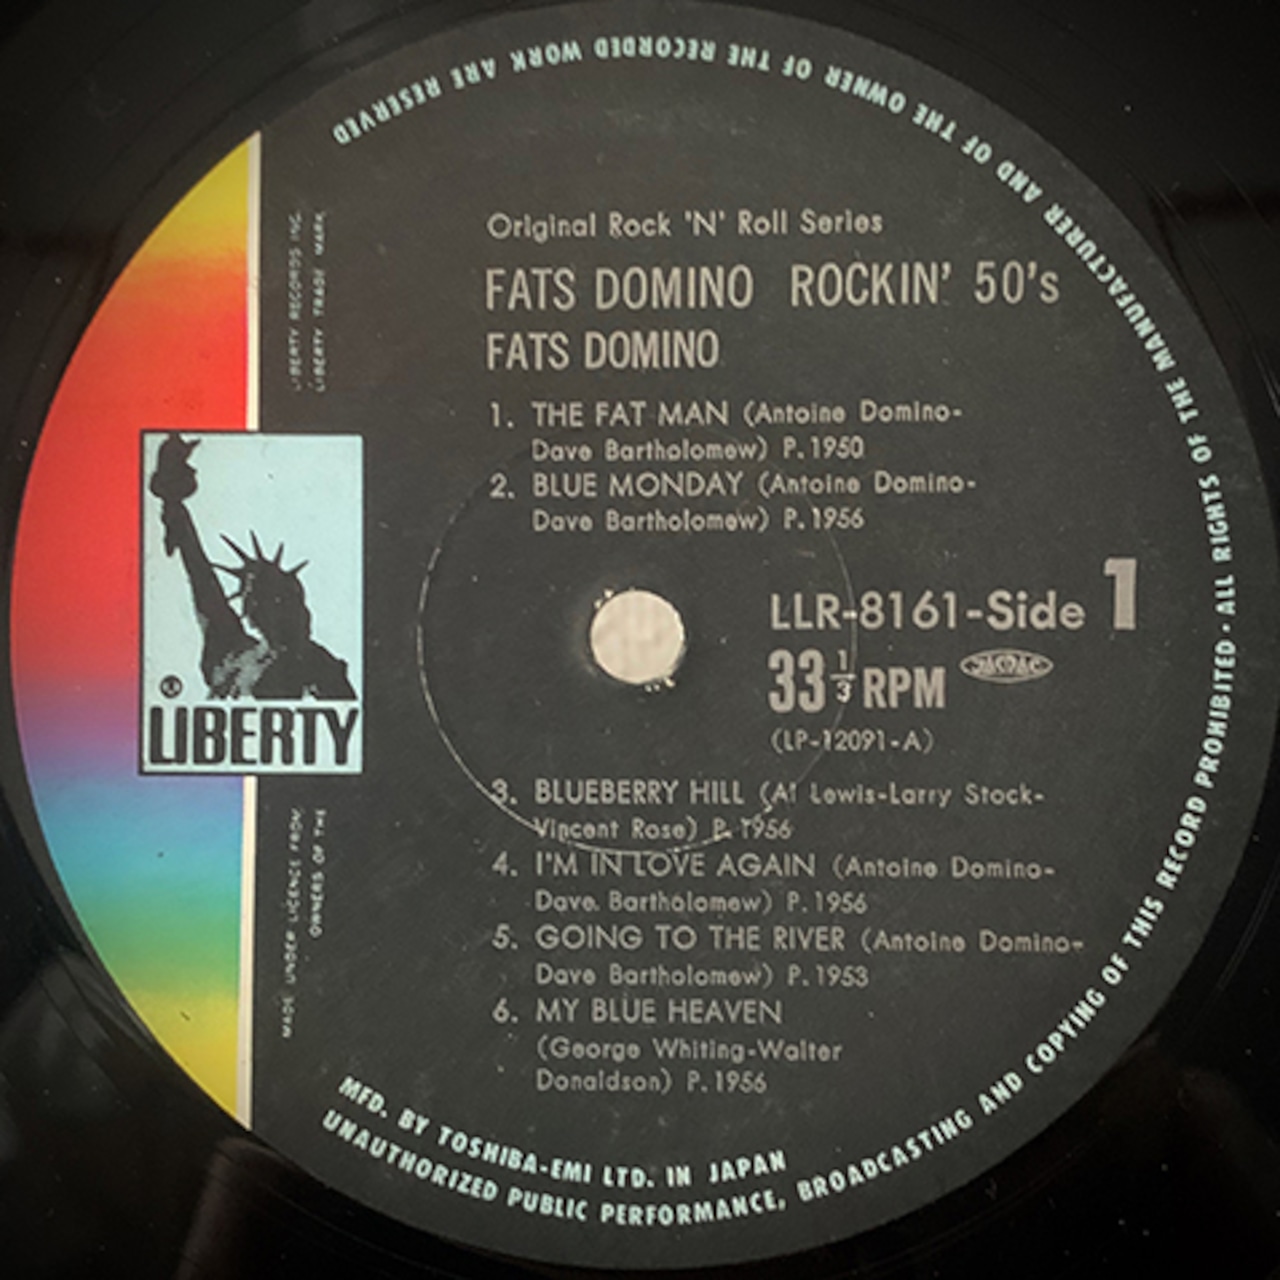 Original Rock 'N' Roll Series
FATS DOMINO ROCKIN' 50's
FATS DOMINO
1. THE FAT MAN (Antoine Domino-
Dave Bartholomew) P.1950
2. BLUE MONDAY (Antoine Domino-
Dave Bartholomew) P.1956
LLR-8161-Side 1
33 1/3 RPM JASRAC
(LP-12091-A)
3. BLUEBERRY HILL (Al Lewis-Larry Stock-
Vincent Rose) P.1956
4. I'M IN LOVE AGAIN (Antoine Domino-
Dave Bartholomew) P.1956
5. GOING TO THE RIVER (Antoine Domino-
Dave Bartholomew) P.1953
6. MY BLUE HEAVEN
(George Whiting-Walter
Donaldson) P.1956
® LIBERTY
LIBERTY RECORDS INC.
LIBERTY TRADE MARK
MADE UNDER LICENCE FROM
OWNERS OF THE
MFD. BY TOSHIBA-EMI LTD. IN JAPAN
UNAUTHORIZED PUBLIC PERFORMANCE, BROADCASTING AND COPYING OF THIS RECORD PROHIBITED · ALL RIGHTS OF THE MANUFACTURER AND OF THE OWNER OF THE RECORDED WORK ARE RESERVED